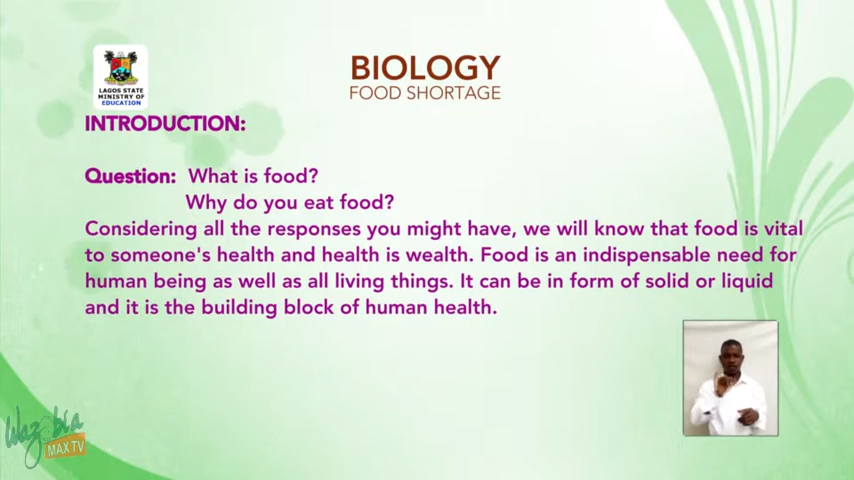 BIOLOGY
FOOD SHORTAGE
LAGOS STATE
MINISTRY OF
EDUCATION
INTRODUCTION:
Question: What is food?
Why do you eat food?
Considering all the responses you might have, we will know that food is vital
to someone's health and health is wealth. Food is an indispensable need for
human being as well as all living things. It can be in form of solid or liquid
and it is the building block of human health.
Wazobia
MAX TV